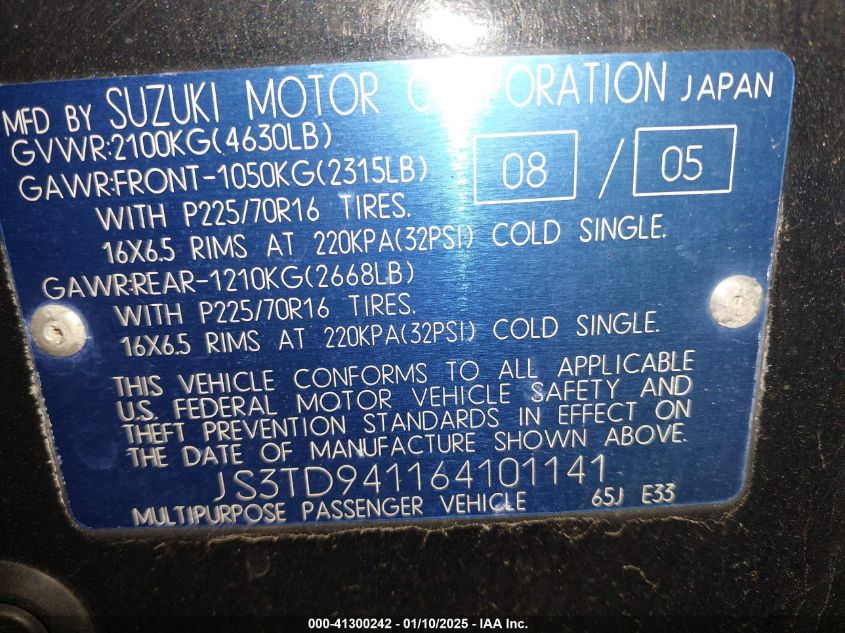 MFD BY SUZUKI MOTOR CORPORATION JAPAN
GVWR:2100KG(4630LB)
08 / 05
GAWR:FRONT-1050KG(2315LB)
WITH P225/70R16 TIRES.
16X6.5 RIMS AT 220KPA(32PSI) COLD SINGLE.
GAWR:REAR-1210KG(2668LB)
WITH P225/70R16 TIRES.
16X6.5 RIMS AT 220KPA(32PSI) COLD SINGLE.
THIS VEHICLE CONFORMS TO ALL APPLICABLE
U.S. FEDERAL MOTOR VEHICLE SAFETY AND
THEFT PREVENTION STANDARDS IN EFFECT ON
THE DATE OF MANUFACTURE SHOWN ABOVE.
JS3TD941164101141
MULTIPURPOSE PASSENGER VEHICLE 65J E33
000-41300242 - 01/10/2025 - IAA Inc.